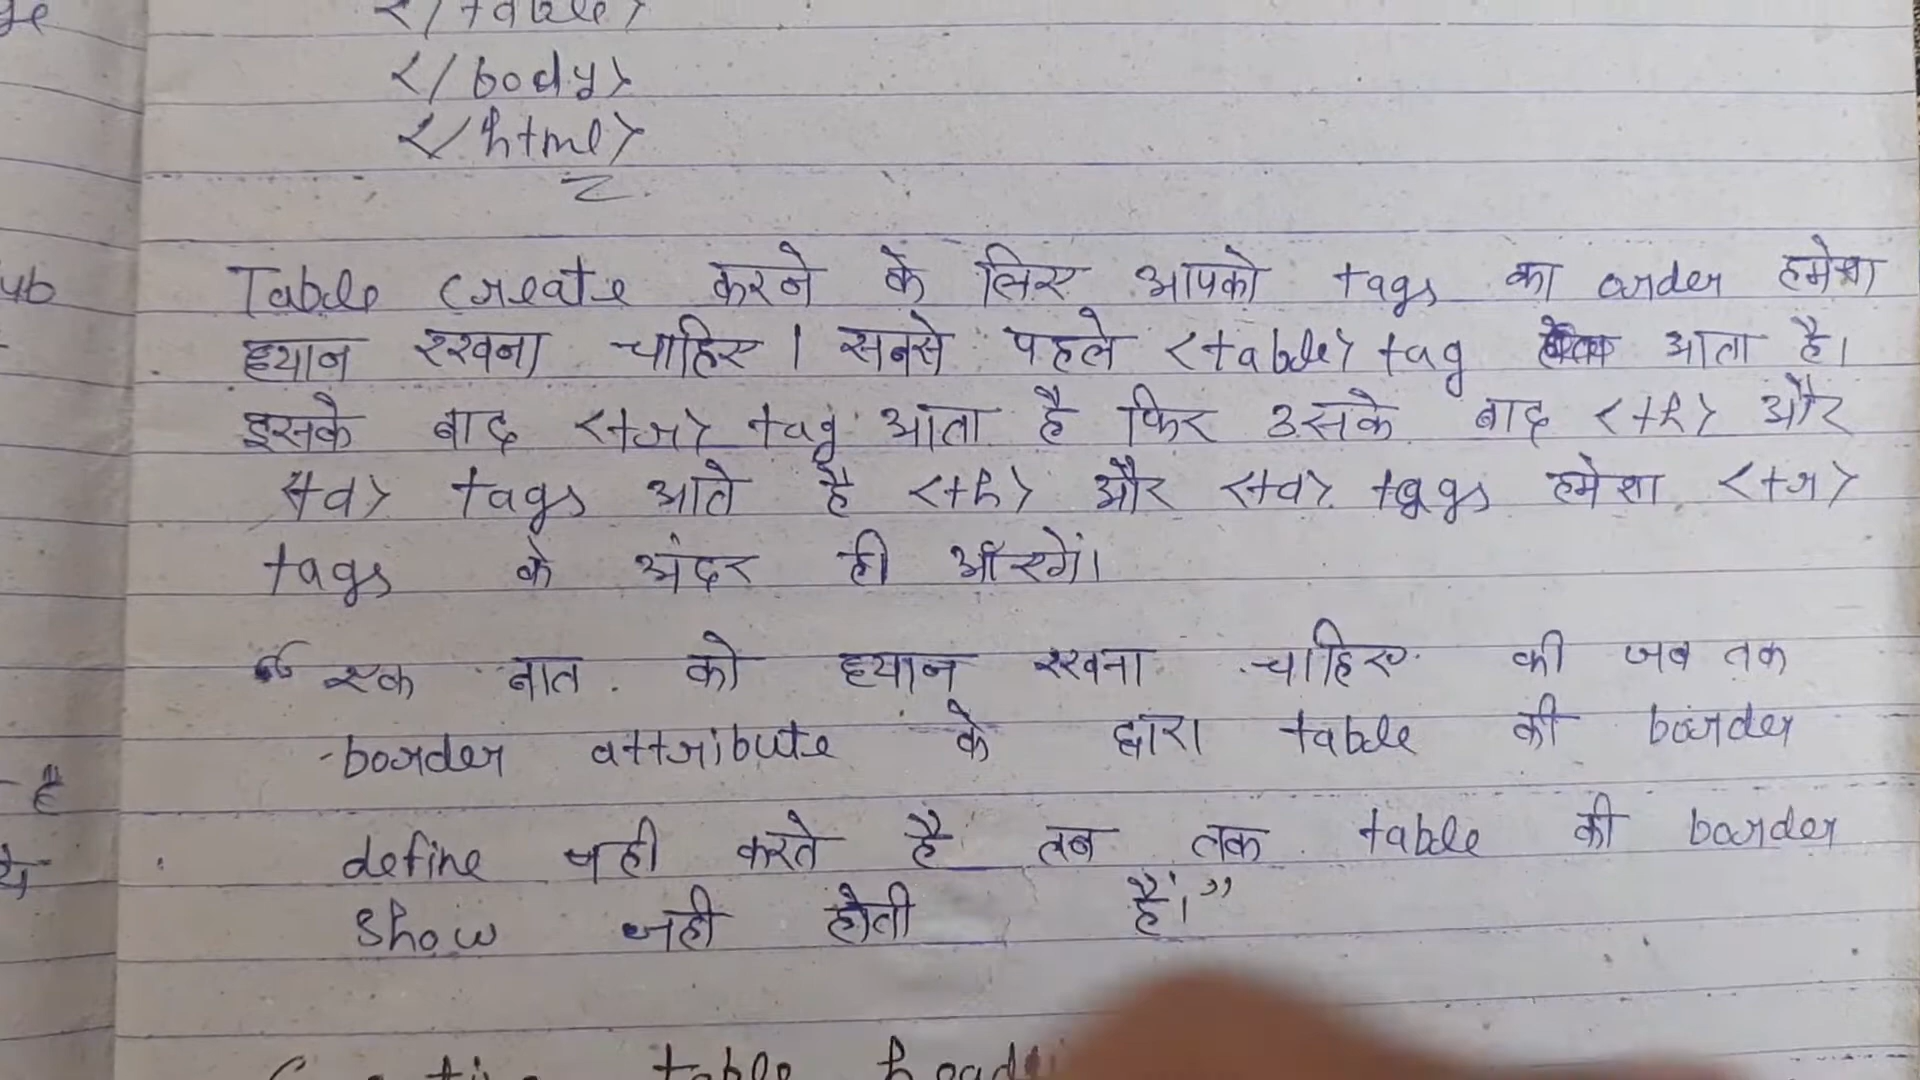 </table>
</body>
</html>
Table create करने के लिए आपको tags का order हमेशा
ध्यान रखना चाहिए। सबसे पहले <table> tag आता है।
इसके बाद <tr> tag आता है फिर उसके बाद <th> और
<td> tags आते है <th> और <td> tags हमेशा <tr>
tags के अंदर ही आएगें।
“ एक बात को ध्यान रखना चाहिए की जब तक
border attribute के द्वारा table की border
define नही करते है तब तक table की border
show नही होती हैं।”
table